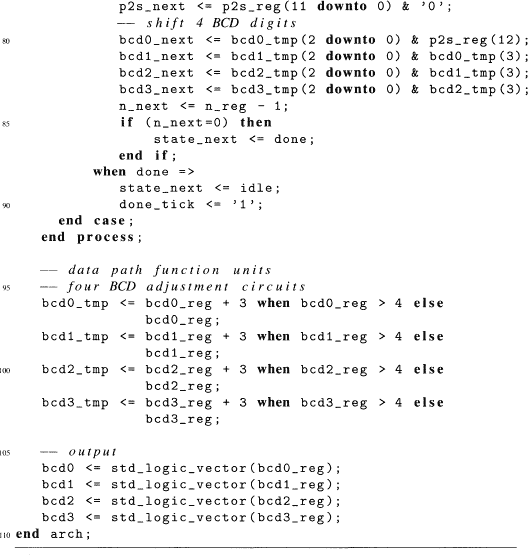 p2s_next <= p2s_reg(11 downto 0) & '0';
-- shift 4 BCD digits
80 bcd0_next <= bcd0_tmp(2 downto 0) & p2s_reg(12);
bcd1_next <= bcd1_tmp(2 downto 0) & bcd0_tmp(3);
bcd2_next <= bcd2_tmp(2 downto 0) & bcd1_tmp(3);
bcd3_next <= bcd3_tmp(2 downto 0) & bcd2_tmp(3);
n_next <= n_reg - 1;
85 if (n_next=0) then
state_next <= done;
end if;
when done =>
state_next <= idle;
90 done_tick <= '1';
end case;
end process;
-- data path function units
95 -- four BCD adjustment circuits
bcd0_tmp <= bcd0_reg + 3 when bcd0_reg > 4 else
bcd0_reg;
bcd1_tmp <= bcd1_reg + 3 when bcd1_reg > 4 else
bcd1_reg;
100 bcd2_tmp <= bcd2_reg + 3 when bcd2_reg > 4 else
bcd2_reg;
bcd3_tmp <= bcd3_reg + 3 when bcd3_reg > 4 else
bcd3_reg;
105 -- output
bcd0 <= std_logic_vector(bcd0_reg);
bcd1 <= std_logic_vector(bcd1_reg);
bcd2 <= std_logic_vector(bcd2_reg);
bcd3 <= std_logic_vector(bcd3_reg);
110 end arch;